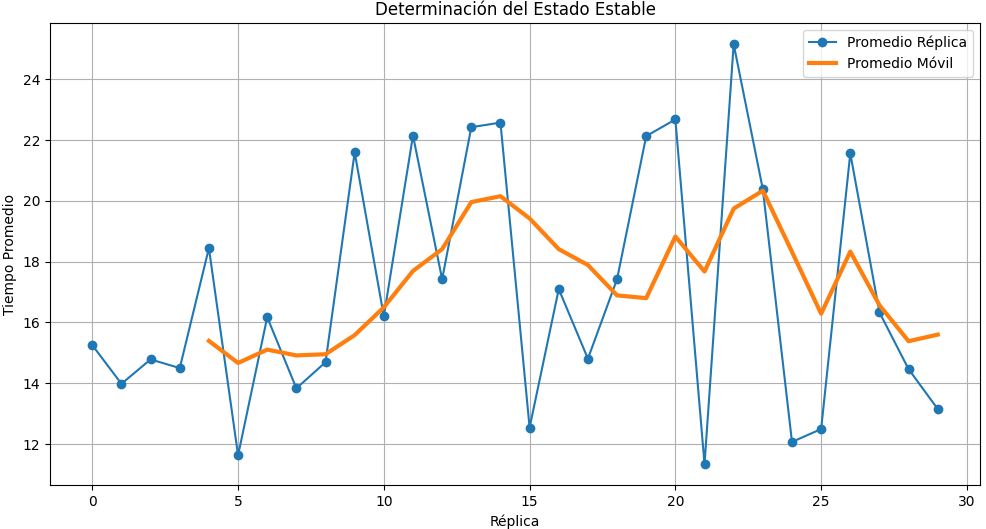 Determinación del Estado Estable
Promedio Réplica
Promedio Móvil
Tiempo Promedio
24
22
20
18
16
14
12
0 5 10 15 20 25 30
Réplica